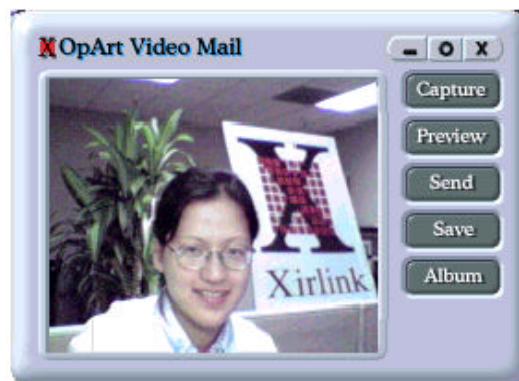 X OpArt Video Mail
Capture
Preview
Send
Save
Album
X
Xirlink